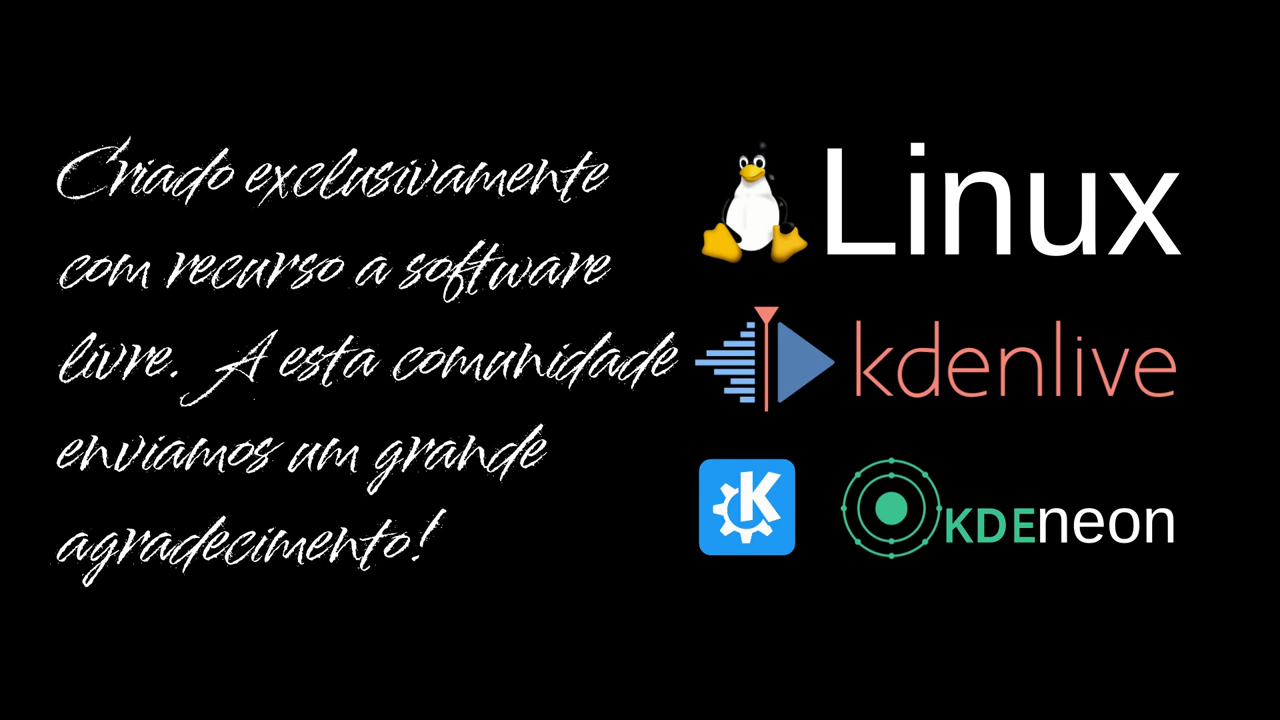 Criado exclusivamente
com recurso a software
livre. A esta comunidade
enviamos um grande
agradecimento!
Linux
kdenlive
K
KDEneon